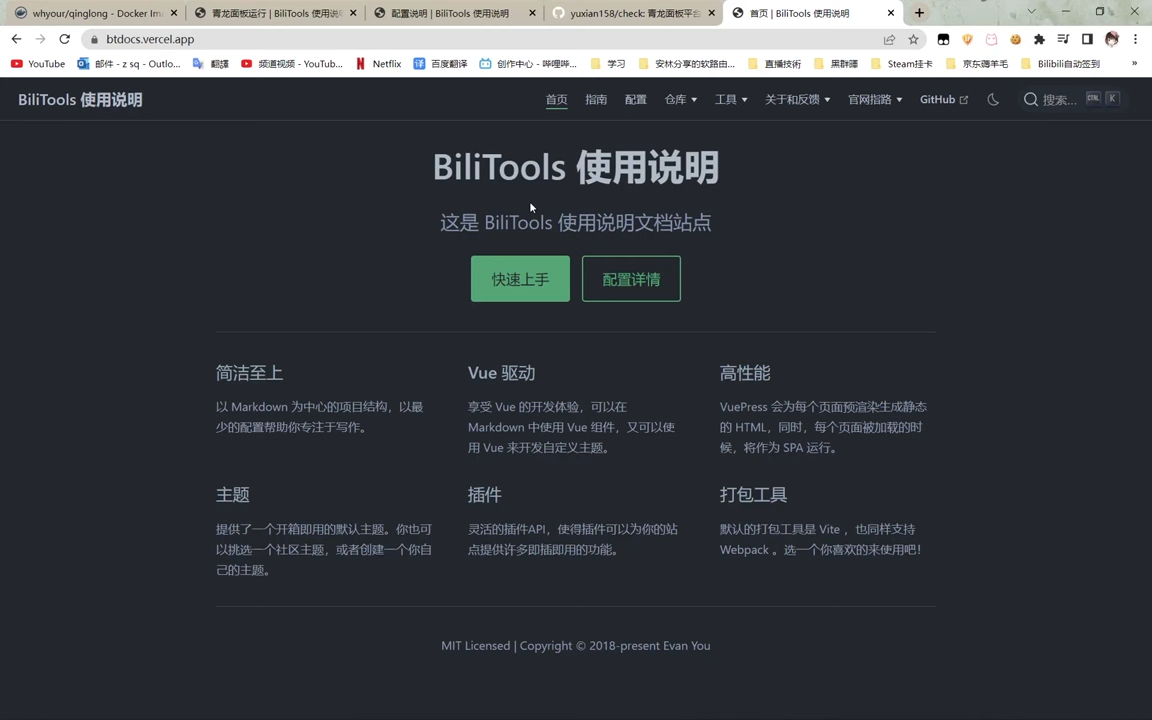 whyour/qinglong - Docker Im
青龙面板运行 | BiliTools 使用说
配置说明 | BiliTools 使用说明
yuxian158/check: 青龙面板平台
首页 | BiliTools 使用说明
btdocs.vercel.app
YouTube
邮件 - z sq - Outlo...
翻譯
频道视频 - YouTub...
Netflix
百度翻译
创作中心 - 哔哩哔...
学习
安林分享的软路由...
直播技術
黑群暉
Steam挂卡
京东薅羊毛
Bilibili自动签到
»
BiliTools 使用说明
首页
指南
配置
仓库
工具
关于和反馈
官网指路
GitHub
搜索...
CTRL
K
BiliTools 使用说明
这是 BiliTools 使用说明文档站点
快速上手
配置详情
简洁至上
以 Markdown 为中心的项目结构，以最
少的配置帮助你专注于写作。
Vue 驱动
享受 Vue 的开发体验，可以在
Markdown 中使用 Vue 组件，又可以使
用 Vue 来开发自定义主题。
高性能
VuePress 会为每个页面预渲染生成静态
的 HTML，同时，每个页面被加载的时
候，将作为 SPA 运行。
主题
提供了一个开箱即用的默认主题。你也可
以挑选一个社区主题，或者创建一个你自
己的主题。
插件
灵活的插件API，使得插件可以为你的站
点提供许多即插即用的功能。
打包工具
默认的打包工具是 Vite ，也同样支持
Webpack 。选一个你喜欢的来使用吧！
MIT Licensed | Copyright © 2018-present Evan You